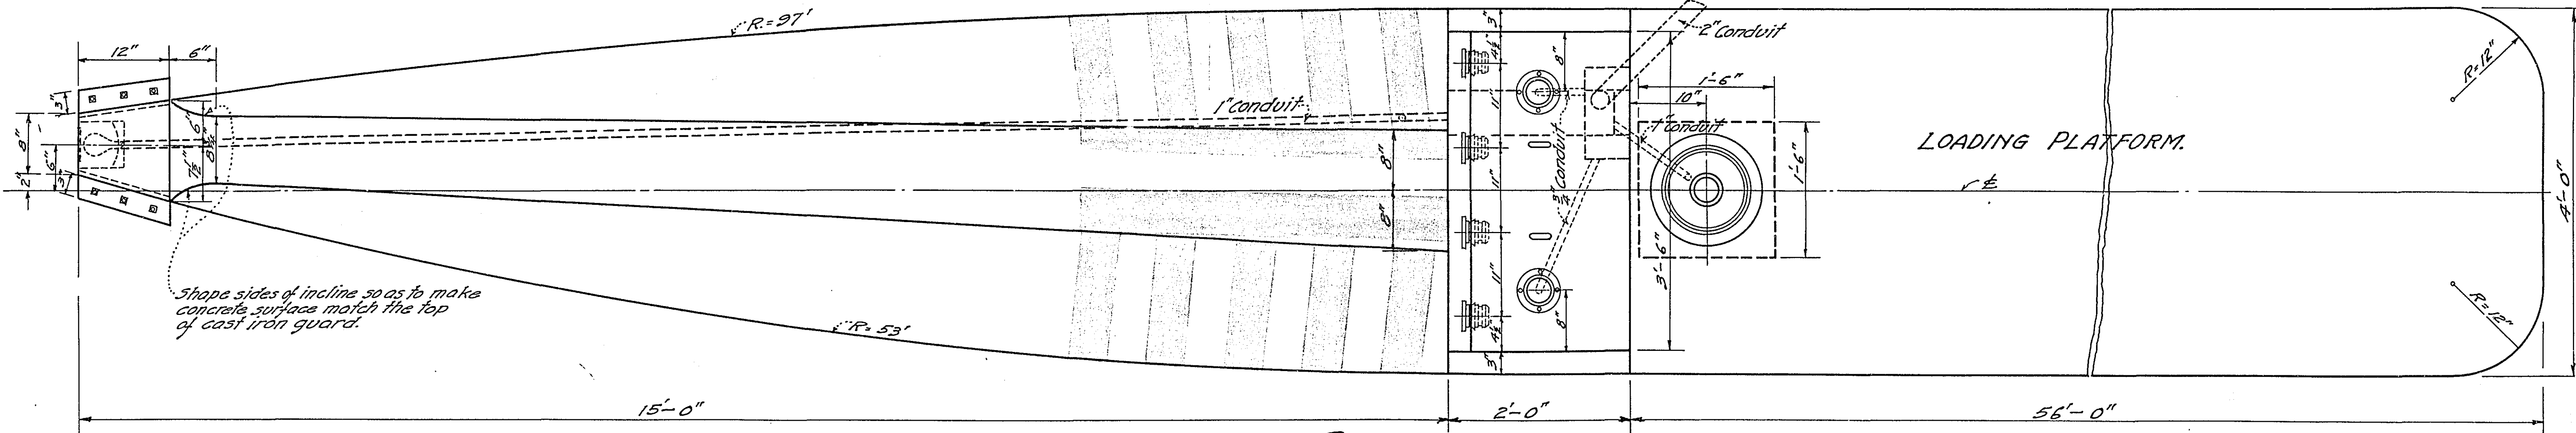 R.=97'
12"
6"
3"
8"
6"
2"
3"
6"
8½"
7½"
1"Conduit
Shape sides of incline so as to make
concrete surface match the top
of cast iron guard.
R=53'
8"
8"
3"
4½"
11"
11"
11"
4½"
3"
8"
8"
3" Conduit
2" Conduit
1" Conduit
3'-6"
1'-6"
10"
1'-6"
LOADING PLATFORM.
℄
R=12"
R=12"
4'-0"
15'-0"
2'-0"
56'-0"